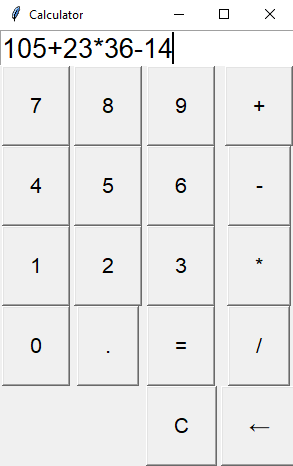 Calculator
105+23*36-14
7 8 9 +
4 5 6 -
1 2 3 *
0 . = /
C ←